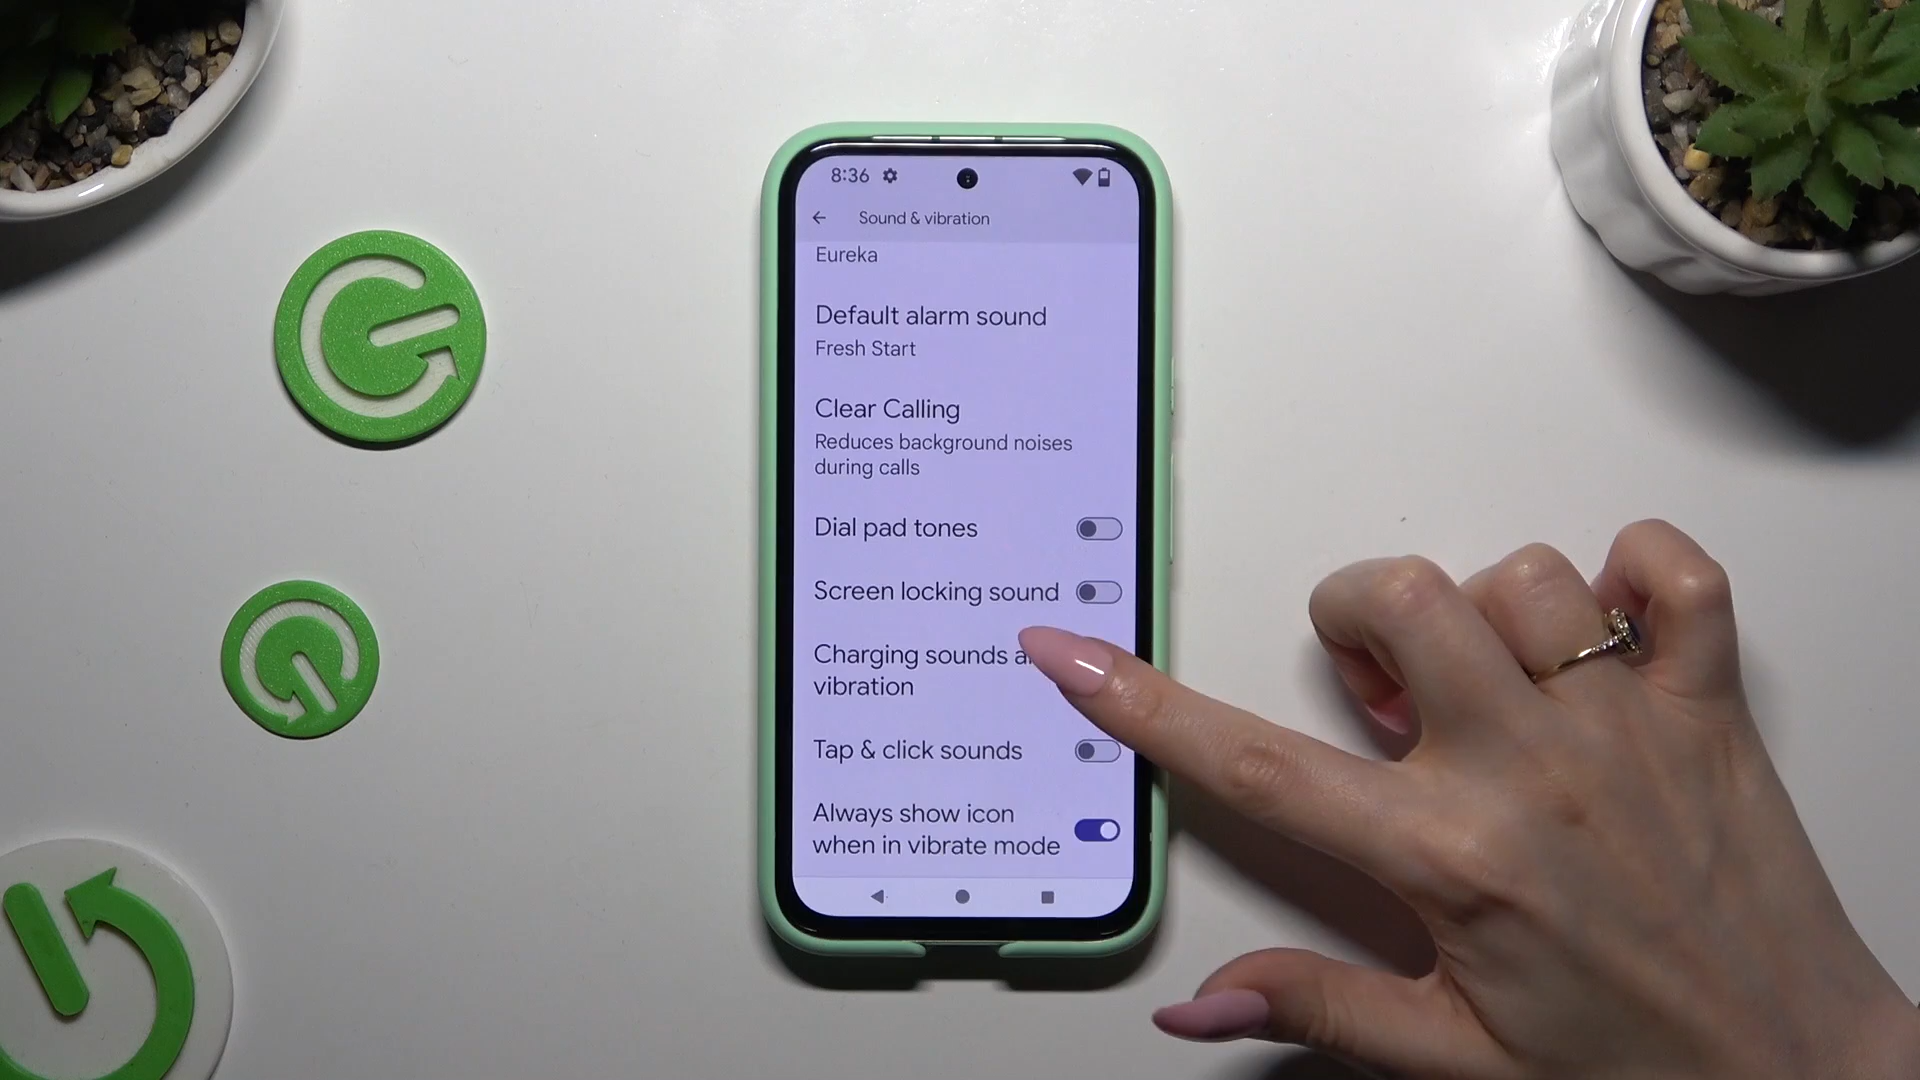 8:36
Sound & vibration
Eureka
Default alarm sound
Fresh Start
Clear Calling
Reduces background noises
during calls
Dial pad tones
Screen locking sound
Charging sounds
vibration
Tap & click sounds
Always show icon
when in vibrate mode